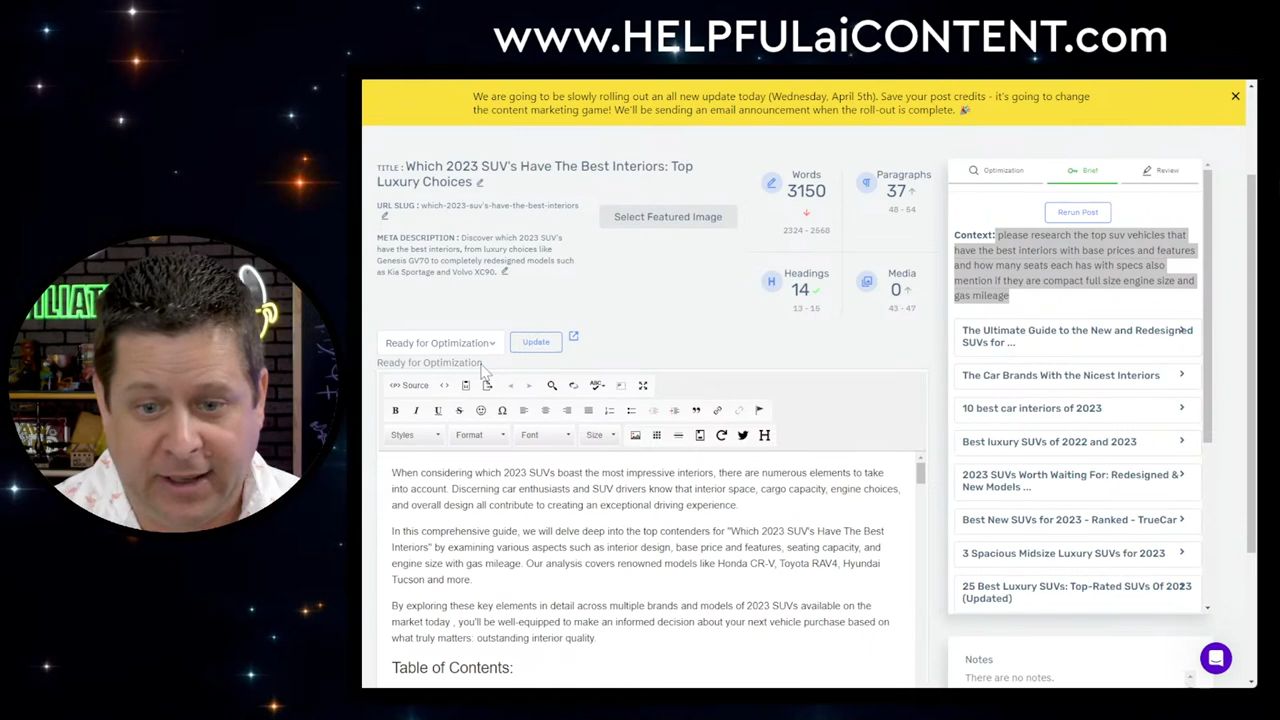 www.HELPFULaiCONTENT.com
We are going to be slowly rolling out an all new update today (Wednesday, April 5th). Save your post credits - it's going to change
the content marketing game! We'll be sending an email announcement when the roll-out is complete. 🎉
TITLE : Which 2023 SUV's Have The Best Interiors: Top
Luxury Choices
URL SLUG : which-2023-suv's-have-the-best-interiors
META DESCRIPTION : Discover which 2023 SUV's
have the best interiors, from luxury choices like
Genesis GV70 to completely redesigned models such
as Kia Sportage and Volvo XC90.
Select Featured Image
Words
3150
2324 - 2568
Paragraphs
37
48 - 64
Headings
14
13 - 15
Media
0
43 - 47
Ready for Optimization
Update
Ready for Optimization
Source
Styles
Format
Font
Size
When considering which 2023 SUVs boast the most impressive interiors, there are numerous elements to take
into account. Discerning car enthusiasts and SUV drivers know that interior space, cargo capacity, engine choices,
and overall design all contribute to creating an exceptional driving experience.
In this comprehensive guide, we will delve deep into the top contenders for "Which 2023 SUV's Have The Best
Interiors" by examining various aspects such as interior design, base price and features, seating capacity, and
engine size with gas mileage. Our analysis covers renowned models like Honda CR-V, Toyota RAV4, Hyundai
Tucson and more.
By exploring these key elements in detail across multiple brands and models of 2023 SUVs available on the
market today , you'll be well-equipped to make an informed decision about your next vehicle purchase based on
what truly matters: outstanding interior quality.
Table of Contents:
Optimization
Brief
Review
Rerun Post
Context: please research the top suv vehicles that
have the best interiors with base prices and features
and how many seats each has with specs also
mention if they are compact full size engine size and
gas mileage
The Ultimate Guide to the New and Redesigned
SUVs for ...
The Car Brands With the Nicest Interiors
10 best car interiors of 2023
Best luxury SUVs of 2022 and 2023
2023 SUVs Worth Waiting For: Redesigned &
New Models ...
Best New SUVs for 2023 - Ranked - TrueCar
3 Spacious Midsize Luxury SUVs for 2023
25 Best Luxury SUVs: Top-Rated SUVs Of 2023
(Updated)
Notes
There are no notes.